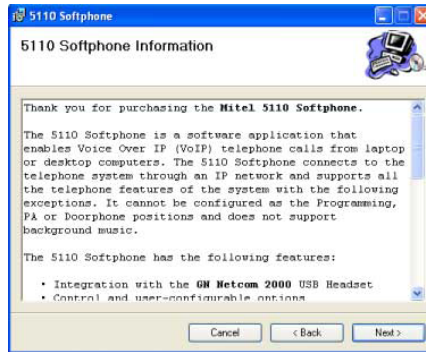 5110 Softphone
5110 Softphone Information
Thank you for purchasing the Mitel 5110 Softphone.
The 5110 Softphone is a software application that
enables Voice Over IP (VoIP) telephone calls from laptop
or desktop computers. The 5110 Softphone connects to the
telephone system through an IP network and supports all
the telephone features of the system with the following
exceptions. It cannot be configured as the Programming,
PA or Doorphone positions and does not support
background music.
The 5110 Softphone has the following features:
• Integration with the GN Netcom 2000 USB Headset
• Control and user-configurable options
Cancel
< Back
Next >